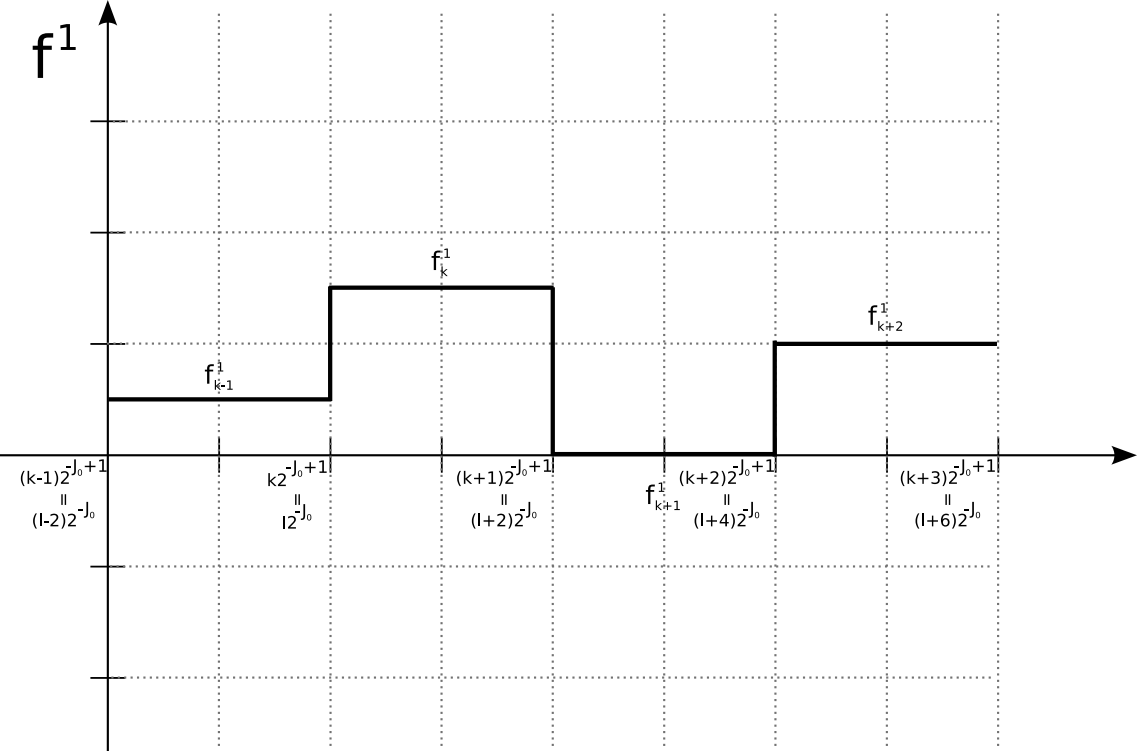 f¹
f¹ₖ
f¹ₖ₊₂
f¹ₖ₋₁
(k-1)2^-J₀+1 k2^-J₀+1 (k+1)2^-J₀+1 (k+2)2^-J₀+1 (k+3)2^-J₀+1
= = = = =
f¹ₖ₊₁
(l-2)2^-J₀ l2^-J₀ (l+2)2^-J₀ (l+4)2^-J₀ (l+6)2^-J₀